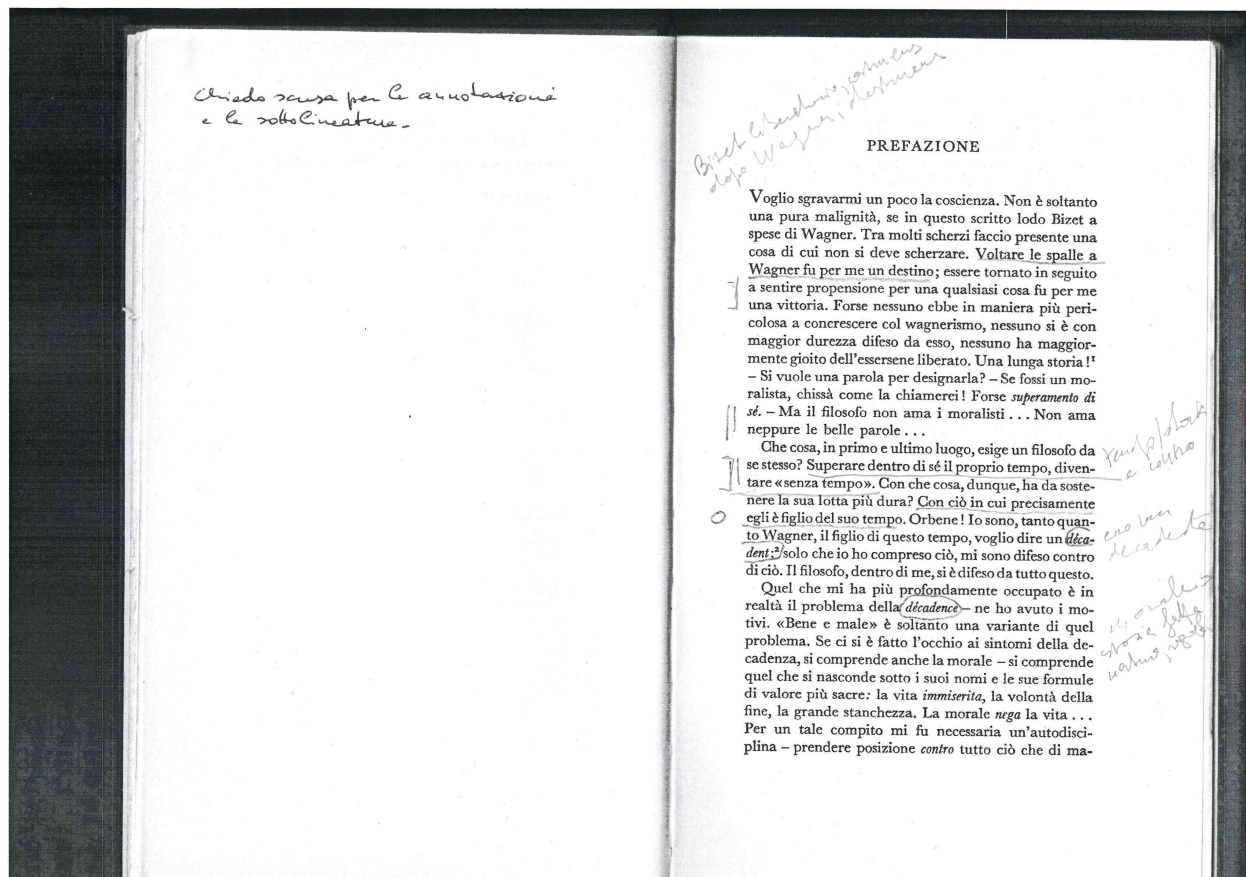 Chiedo scusa per le annotazioni
e le sottolineature -
Bizet
dopo Wagner,
PREFAZIONE
Voglio sgravarmi un poco la coscienza. Non è soltanto
una pura malignità, se in questo scritto lodo Bizet a
spese di Wagner. Tra molti scherzi faccio presente una
cosa di cui non si deve scherzare. Voltare le spalle a
Wagner fu per me un destino; essere tornato in seguito
a sentire propensione per una qualsiasi cosa fu per me
una vittoria. Forse nessuno ebbe in maniera più peri-
colosa a concrescere col wagnerismo, nessuno si è con
maggior durezza difeso da esso, nessuno ha maggior-
mente gioito dell'essersene liberato. Una lunga storia!¹
– Si vuole una parola per designarla? – Se fossi un mo-
ralista, chissà come la chiamerei! Forse superamento di
sé. – Ma il filosofo non ama i moralisti . . . Non ama
neppure le belle parole . . .
Che cosa, in primo e ultimo luogo, esige un filosofo da
se stesso? Superare dentro di sé il proprio tempo, diven-
tare «senza tempo». Con che cosa, dunque, ha da soste-
nere la sua lotta più dura? Con ciò in cui precisamente
egli è figlio del suo tempo. Orbene! Io sono, tanto quan-
to Wagner, il figlio di questo tempo, voglio dire un déca-
dent;² solo che io ho compreso ciò, mi sono difeso contro
di ciò. Il filosofo, dentro di me, si è difeso da tutto questo.
Quel che mi ha più profondamente occupato è in
realtà il problema della décadence – ne ho avuto i mo-
tivi. «Bene e male» è soltanto una variante di quel
problema. Se ci si è fatto l'occhio ai sintomi della de-
cadenza, si comprende anche la morale – si comprende
quel che si nasconde sotto i suoi nomi e le sue formule
di valore più sacre: la vita immiserita, la volontà della
fine, la grande stanchezza. La morale nega la vita . . .
Per un tale compito mi fu necessaria un'autodisci-
plina – prendere posizione contro tutto ciò che di ma-
e contro
ero un
decadente
morale
storia fatta
natura,